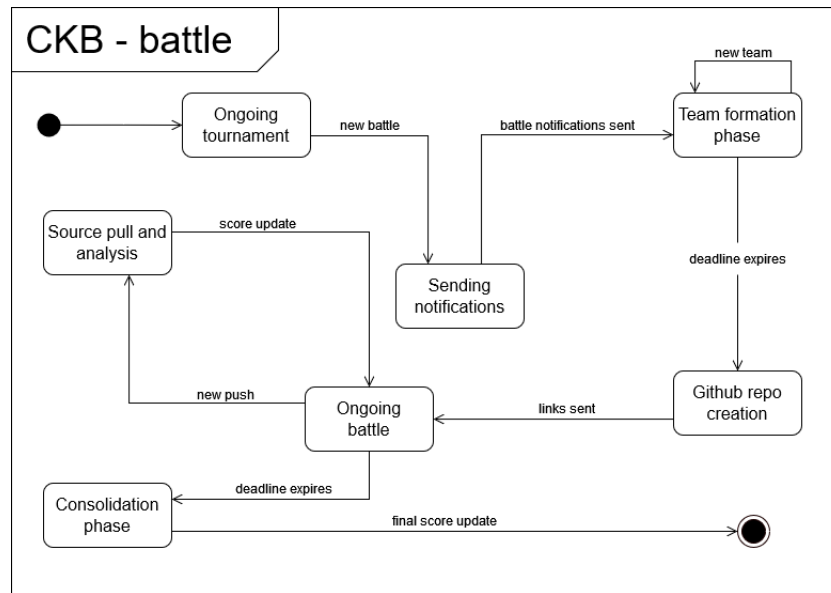 CKB - battle
new team
Ongoing
tournament
new battle
battle notifications sent
Team formation
phase
Source pull and
analysis
score update
Sending
notifications
deadline expires
new push
Ongoing
battle
links sent
Github repo
creation
deadline expires
Consolidation
phase
final score update